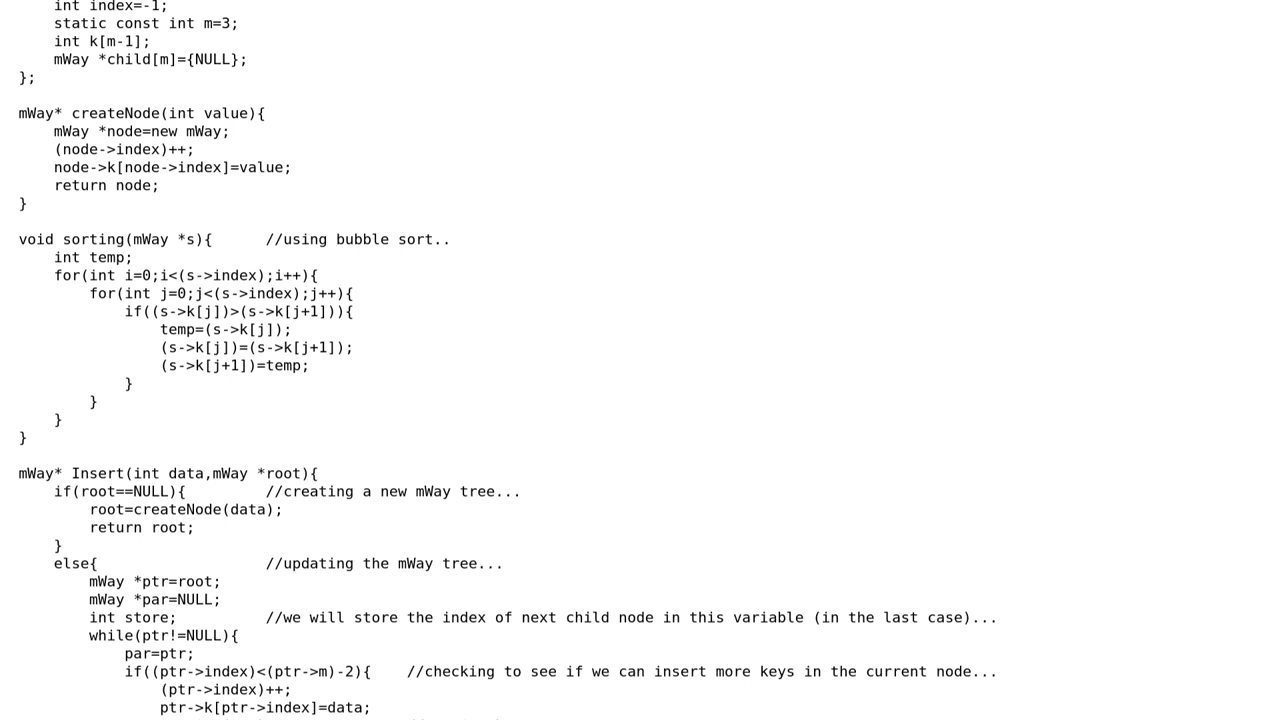 int index=-1;
    static const int m=3;
    int k[m-1];
    mWay *child[m]={NULL};
};

mWay* createNode(int value){
    mWay *node=new mWay;
    (node->index)++;
    node->k[node->index]=value;
    return node;
}

void sorting(mWay *s){      //using bubble sort..
    int temp;
    for(int i=0;i<(s->index);i++){
        for(int j=0;j<(s->index);j++){
            if((s->k[j])>(s->k[j+1])){
                temp=(s->k[j]);
                (s->k[j])=(s->k[j+1]);
                (s->k[j+1])=temp;
            }
        }
    }
}

mWay* Insert(int data,mWay *root){
    if(root==NULL){         //creating a new mWay tree...
        root=createNode(data);
        return root;
    }
    else{                   //updating the mWay tree...
        mWay *ptr=root;
        mWay *par=NULL;
        int store;          //we will store the index of next child node in this variable (in the last case)...
        while(ptr!=NULL){
            par=ptr;
            if((ptr->index)<(ptr->m)-2){    //checking to see if we can insert more keys in the current node...
                (ptr->index)++;
                ptr->k[ptr->index]=data;